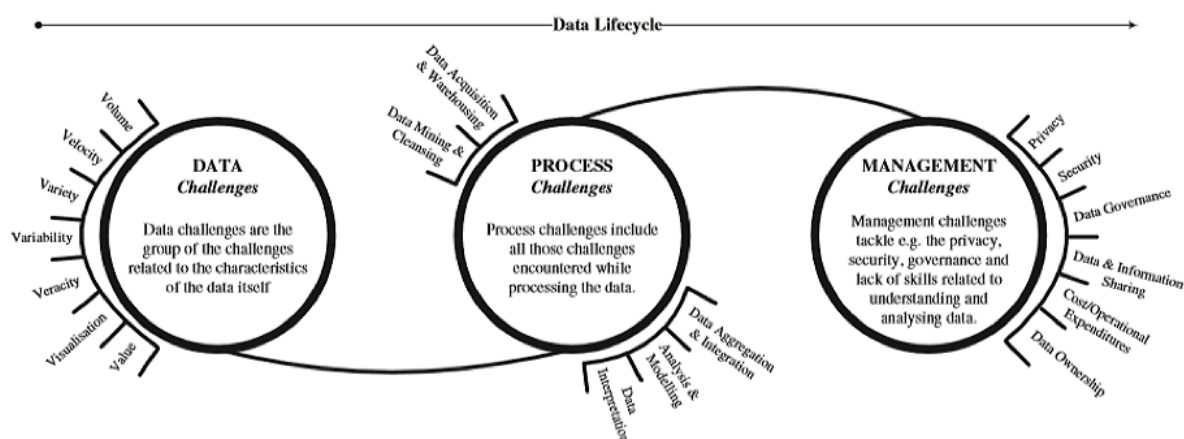 Data Lifecycle
Volume
Velocity
Variety
Variability
Veracity
Visualisation
Value
DATA
Challenges
Data challenges are the
group of the challenges
related to the characteristics
of the data itself
Data Acquisition
& Warehousing
Data Mining &
Cleansing
PROCESS
Challenges
Process challenges include
all those challenges
encountered while
processing the data.
Data Aggregation
& Integration
Analysis &
Modelling
Data
Interpretation
MANAGEMENT
Challenges
Management challenges
tackle e.g. the privacy,
security, governance and
lack of skills related to
understanding and
analysing data.
Privacy
Security
Data Governance
Data & Information
Sharing
Cost/Operational
Expenditures
Data Ownership